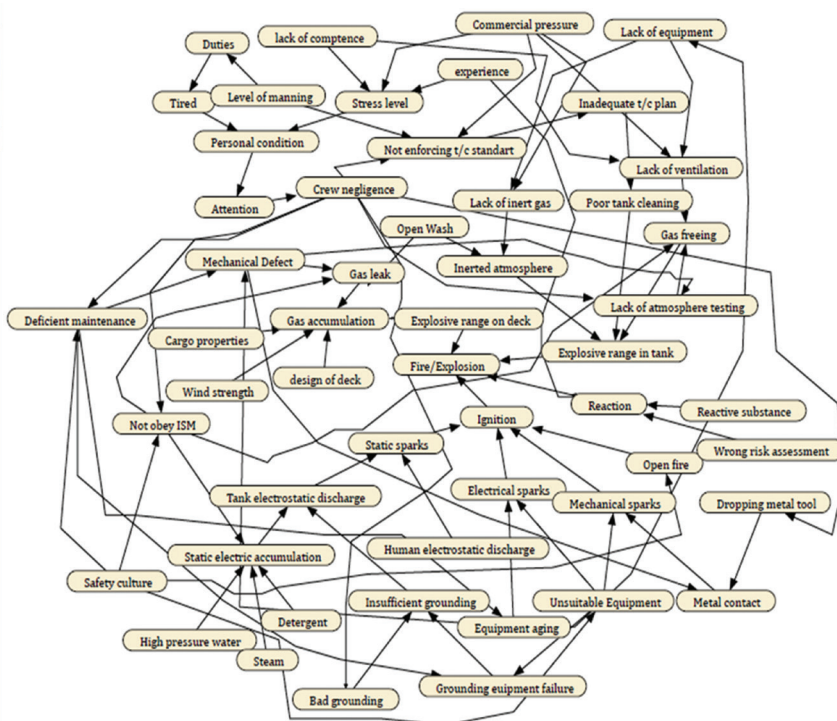 Commercial pressure
Lack of equipment
lack of comptence
Duties
experience
Level of manning
Tired
Stress level
Inadequate t/c plan
Personal condition
Not enforcing t/c standart
Lack of ventilation
Crew negligence
Attention
Lack of inert gas
Poor tank cleaning
Open Wash
Gas freeing
Mechanical Defect
Gas leak
Inerted atmosphere
Lack of atmosphere testing
Deficient maintenance
Gas accumulation
Explosive range on deck
Cargo properties
Explosive range in tank
Fire/Explosion
design of deck
Wind strength
Reaction
Reactive substance
Not obey ISM
Ignition
Static sparks
Wrong risk assessment
Open fire
Tank electrostatic discharge
Electrical sparks
Mechanical sparks
Dropping metal tool
Static electric accumulation
Human electrostatic discharge
Safety culture
Insufficient grounding
Unsuitable Equipment
Metal contact
Detergent
Equipment aging
High pressure water
Steam
Grounding euipment failure
Bad grounding